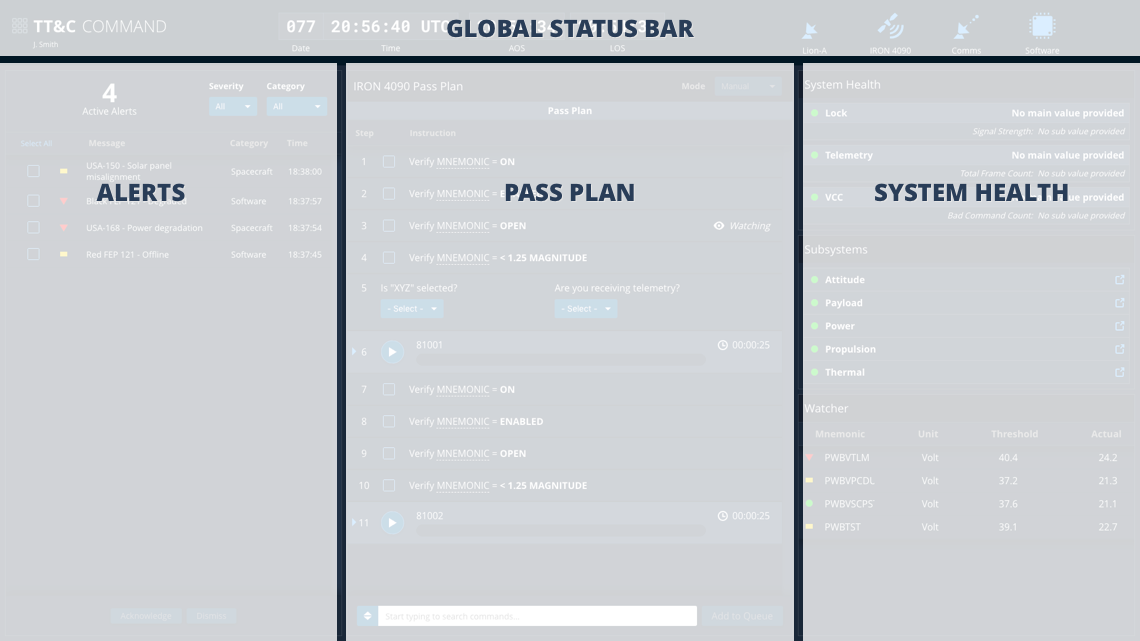 TT&C COMMAND
J. Smith
077 20:56:40 UTC
Date Time AOS LOS
GLOBAL STATUS BAR
Lion-A IRON 4090 Comms Software
4
Active Alerts
Severity Category
All All
Select All Message Category Time
USA-150 - Solar panel misalignment Spacecraft 18:38:00
Software 18:37:57
USA-168 - Power degradation Spacecraft 18:37:54
Red FEP 121 - Offline Software 18:37:45
ALERTS
Acknowledge Dismiss
IRON 4090 Pass Plan Mode Manual
Pass Plan
Step Instruction
1 Verify MNEMONIC = ON
2 Verify MNEMONIC =
PASS PLAN
3 Verify MNEMONIC = OPEN Watching
4 Verify MNEMONIC = < 1.25 MAGNITUDE
5 Is "XYZ" selected? Are you receiving telemetry?
- Select - - Select -
6 81001 00:00:25
7 Verify MNEMONIC = ON
8 Verify MNEMONIC = ENABLED
9 Verify MNEMONIC = OPEN
10 Verify MNEMONIC = < 1.25 MAGNITUDE
11 81002 00:00:25
Start typing to search commands... Add to Queue
System Health
Lock No main value provided
Signal Strength: No sub value provided
Telemetry No main value provided
Total Frame Count: No sub value provided
SYSTEM HEALTH
VCC No main value provided
Bad Command Count: No sub value provided
Subsystems
Attitude
Payload
Power
Propulsion
Thermal
Watcher
Mnemonic Unit Threshold Actual
PWBVTLM Volt 40.4 24.2
PWBVPCDL Volt 37.2 21.3
PWBVSCPS Volt 37.6 21.1
PWBTST Volt 39.1 22.7